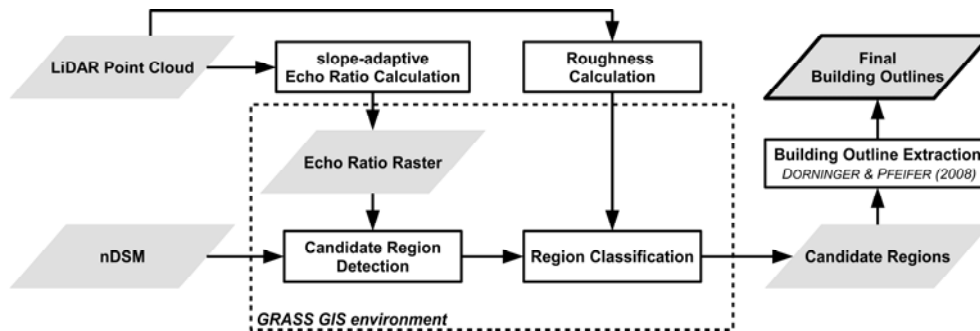 LiDAR Point Cloud
slope-adaptive
Echo Ratio Calculation
Roughness
Calculation
Final
Building Outlines
Echo Ratio Raster
Building Outline Extraction
DORNINGER & PFEIFER (2008)
nDSM
Candidate Region
Detection
Region Classification
Candidate Regions
GRASS GIS environment